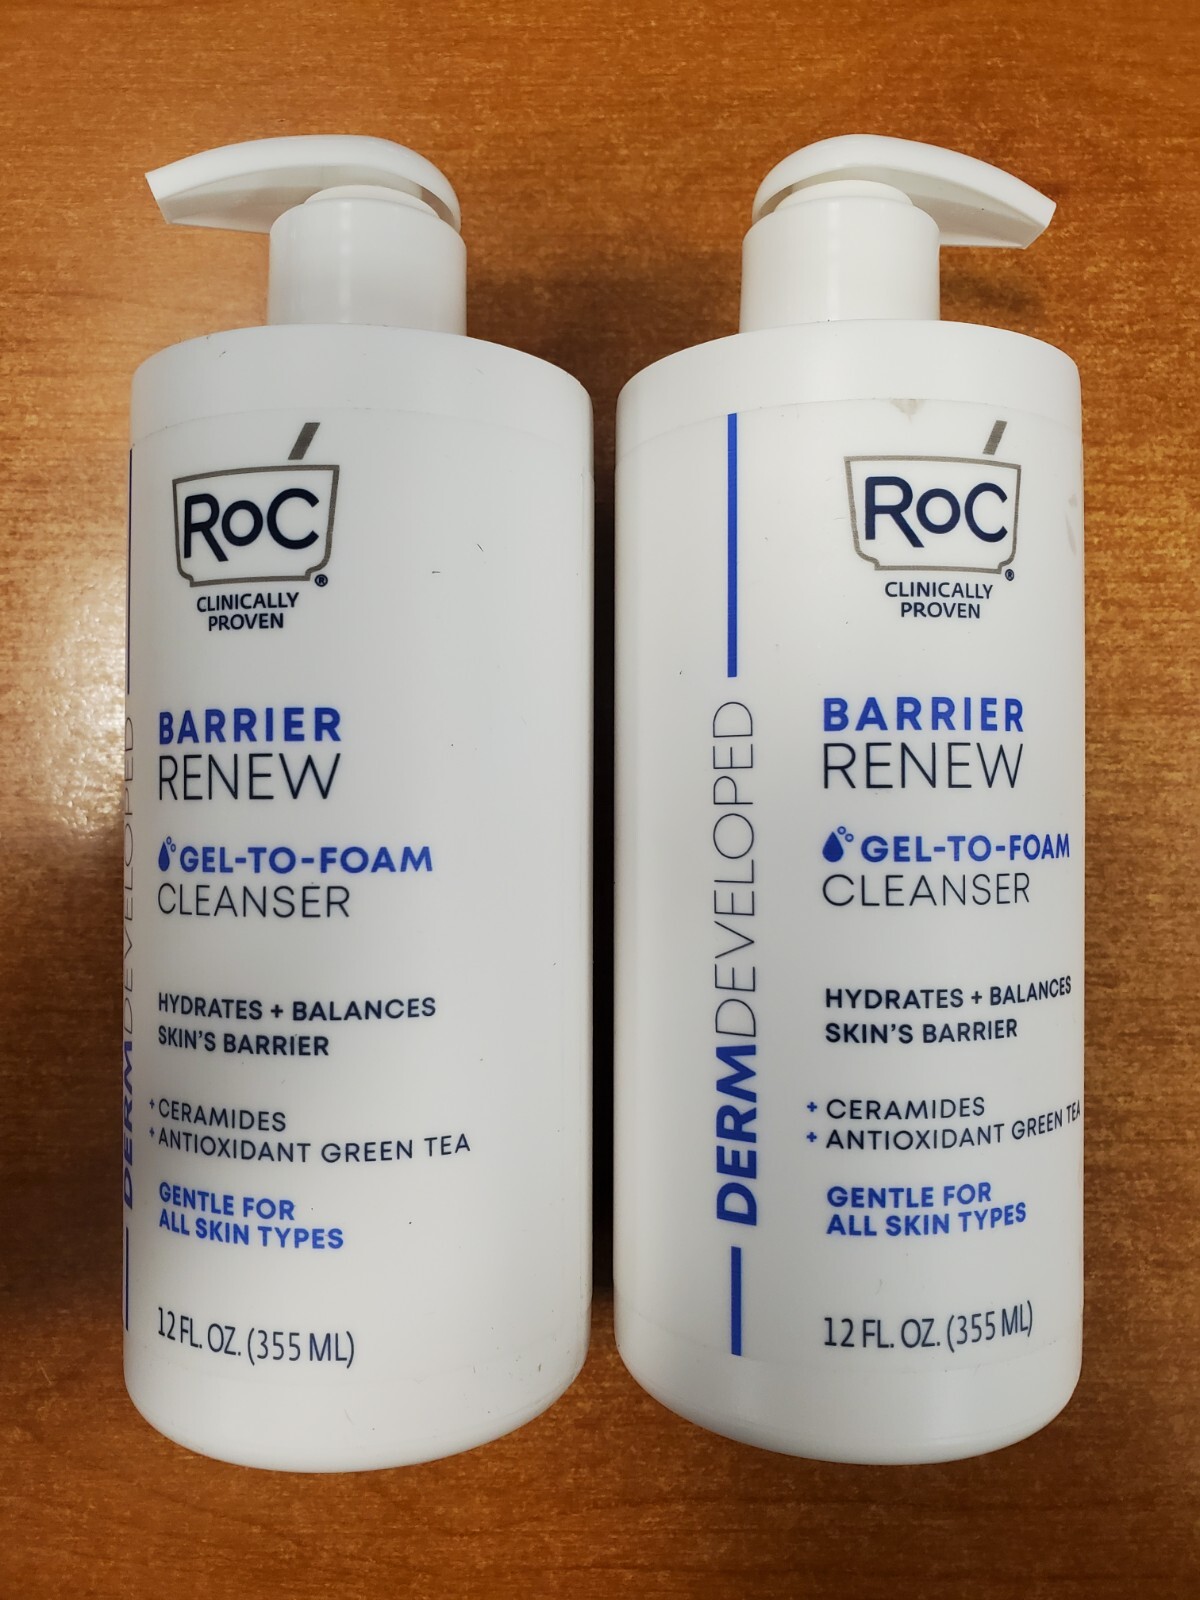 RoC®
CLINICALLY
PROVEN
BARRIER
RENEW
GEL-TO-FOAM
CLEANSER
HYDRATES + BALANCES
SKIN'S BARRIER
+ CERAMIDES
+ ANTIOXIDANT GREEN TEA
GENTLE FOR
ALL SKIN TYPES
12 FL. OZ. (355 ML)
DERMDEVELOPED
RoC®
CLINICALLY
PROVEN
BARRIER
RENEW
GEL-TO-FOAM
CLEANSER
HYDRATES + BALANCES
SKIN'S BARRIER
+ CERAMIDES
+ ANTIOXIDANT GREEN TEA
GENTLE FOR
ALL SKIN TYPES
12 FL. OZ. (355 ML)
DERMDEVELOPED